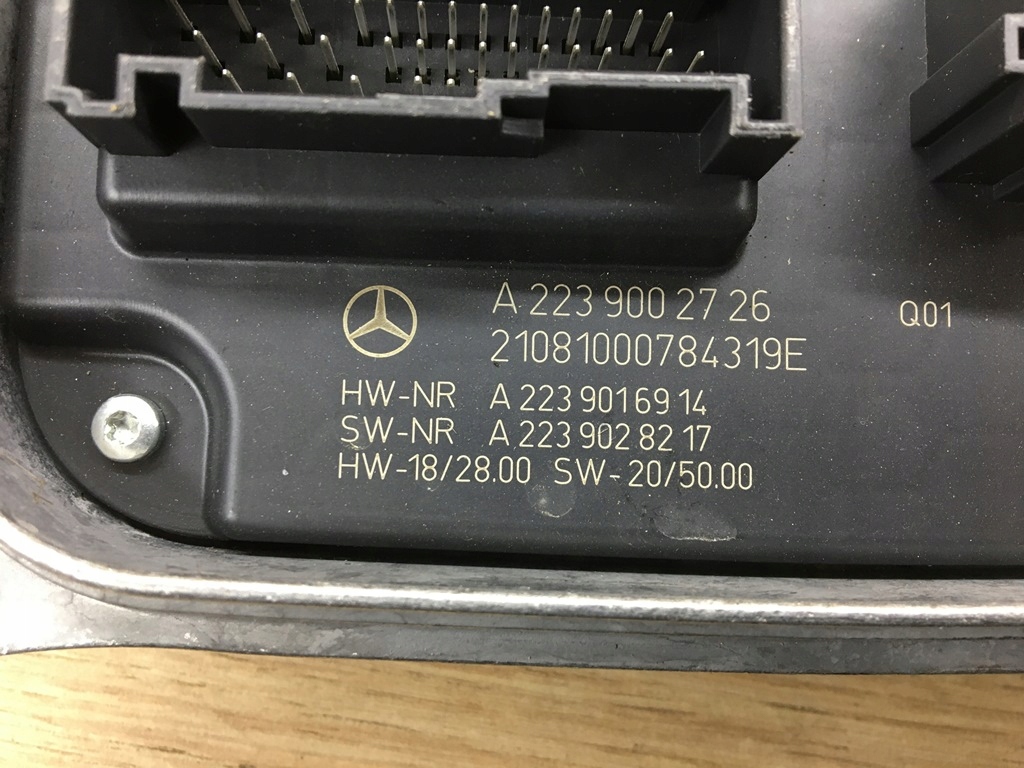 A 223 900 27 26
21081000784319E
Q01
HW-NR A 223 901 69 14
SW-NR A 223 902 82 17
HW-18/28.00 SW-20/50.00